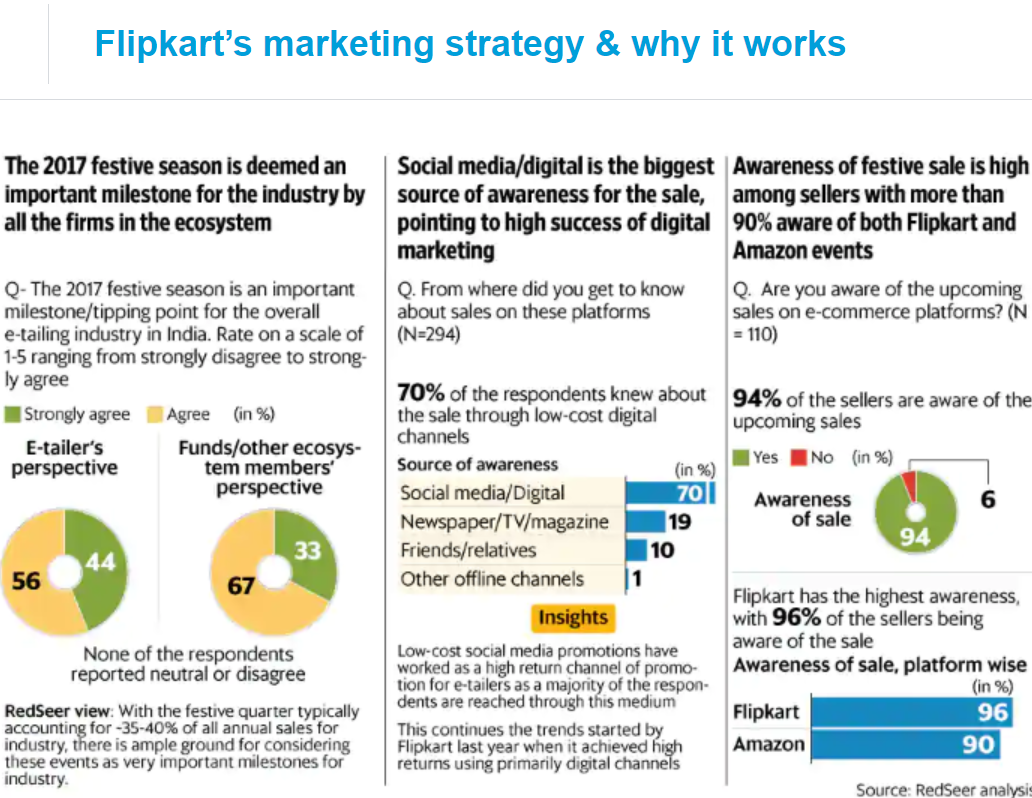 Flipkart's marketing strategy & why it works
The 2017 festive season is deemed an
important milestone for the industry by
all the firms in the ecosystem
Q- The 2017 festive season is an important
milestone/tipping point for the overall
e-tailing industry in India. Rate on a scale of
1-5 ranging from strongly disagree to strong-
ly agree
Strongly agree Agree (in %)
E-tailer's
perspective
56
44
Funds/other ecosys-
tem members'
perspective
67
33
None of the respondents
reported neutral or disagree
RedSeer view: With the festive quarter typically
accounting for ~35-40% of all annual sales for
industry, there is ample ground for considering
these events as very important milestones for
industry.
Social media/digital is the biggest
source of awareness for the sale,
pointing to high success of digital
marketing
Q. From where did you get to know
about sales on these platforms
(N=294)
70% of the respondents knew about
the sale through low-cost digital
channels
Source of awareness (in %)
Social media/Digital 70
Newspaper/TV/magazine 19
Friends/relatives 10
Other offline channels 1
Insights
Low-cost social media promotions have
worked as a high return channel of promo-
tion for e-tailers as a majority of the respon-
dents are reached through this medium
This continues the trends started by
Flipkart last year when it achieved high
returns using primarily digital channels
Awareness of festive sale is high
among sellers with more than
90% aware of both Flipkart and
Amazon events
Q. Are you aware of the upcoming
sales on e-commerce platforms? (N
= 110)
94% of the sellers are aware of the
upcoming sales
Yes No (in %)
Awareness
of sale
6
94
Flipkart has the highest awareness,
with 96% of the sellers being
aware of the sale
Awareness of sale, platform wise
(in %)
Flipkart 96
Amazon 90
Source: RedSeer analysis